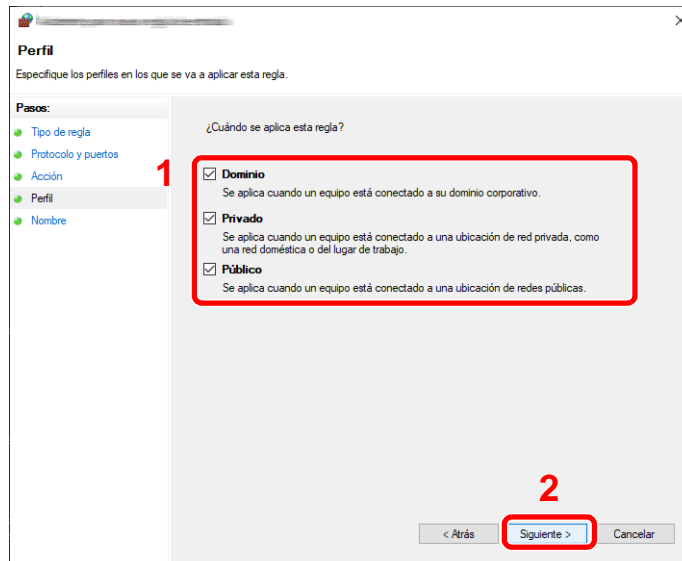 Perfil
Especifique los perfiles en los que se va a aplicar esta regla.
Pasos:
Tipo de regla
Protocolo y puertos
Acción
Perfil
Nombre
¿Cuándo se aplica esta regla?
1
Dominio
Se aplica cuando un equipo está conectado a su dominio corporativo.
Privado
Se aplica cuando un equipo está conectado a una ubicación de red privada, como
una red doméstica o del lugar de trabajo.
Público
Se aplica cuando un equipo está conectado a una ubicación de redes públicas.
2
< Atrás
Siguiente >
Cancelar